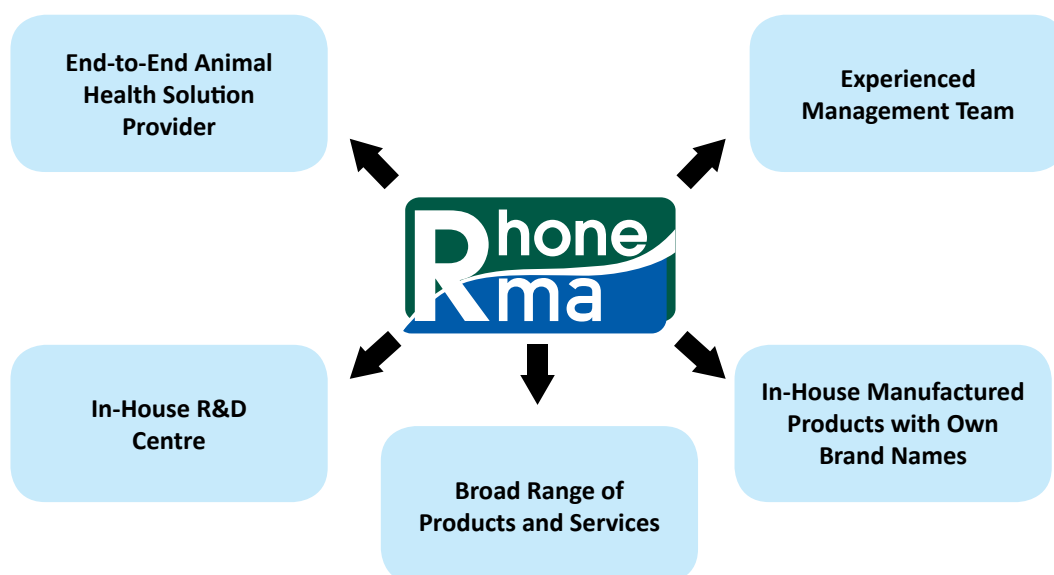 End-to-End Animal
Health Solution
Provider
Experienced
Management Team
Rhone
ma
In-House R&D
Centre
In-House Manufactured
Products with Own
Brand Names
Broad Range of
Products and Services